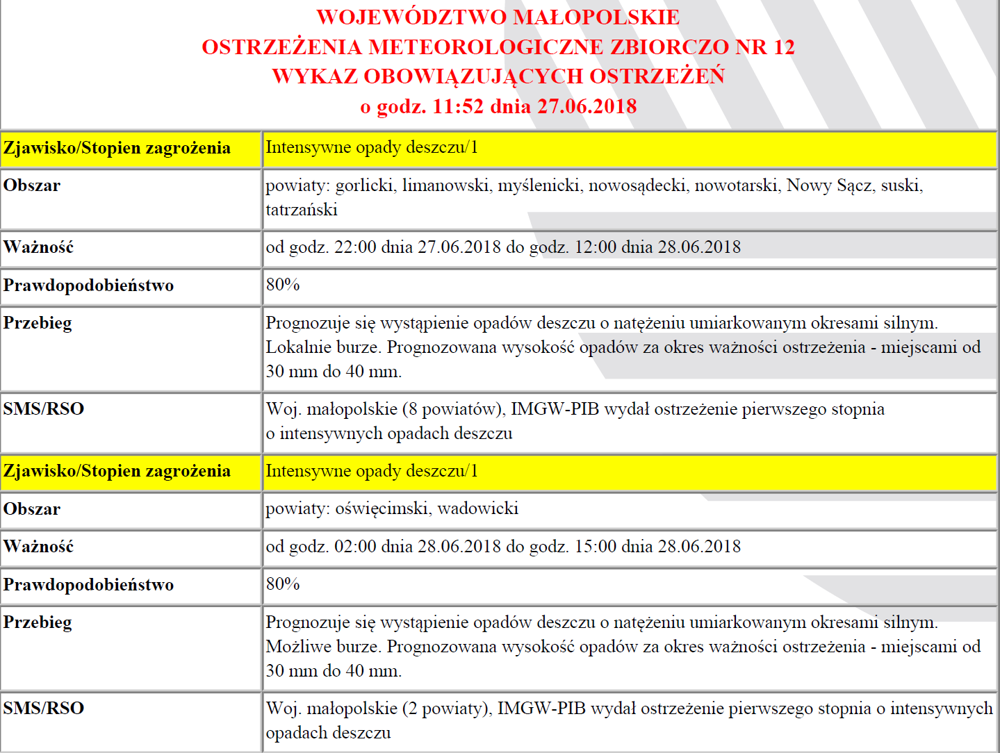 WOJEWÓDZTWO MAŁOPOLSKIE
OSTRZEŻENIA METEOROLOGICZNE ZBIORCZO NR 12
WYKAZ OBOWIĄZUJĄCYCH OSTRZEŻEŃ
o godz. 11:52 dnia 27.06.2018
Zjawisko/Stopien zagrożenia Intensywne opady deszczu/1
Obszar powiaty: gorlicki, limanowski, myślenicki, nowosądecki, nowotarski, Nowy Sącz, suski,
tatrzański
Ważność od godz. 22:00 dnia 27.06.2018 do godz. 12:00 dnia 28.06.2018
Prawdopodobieństwo 80%
Przebieg Prognozuje się wystąpienie opadów deszczu o natężeniu umiarkowanym okresami silnym.
Lokalnie burze. Prognozowana wysokość opadów za okres ważności ostrzeżenia - miejscami od
30 mm do 40 mm.
SMS/RSO Woj. małopolskie (8 powiatów), IMGW-PIB wydał ostrzeżenie pierwszego stopnia
o intensywnych opadach deszczu
Zjawisko/Stopien zagrożenia Intensywne opady deszczu/1
Obszar powiaty: oświęcimski, wadowicki
Ważność od godz. 02:00 dnia 28.06.2018 do godz. 15:00 dnia 28.06.2018
Prawdopodobieństwo 80%
Przebieg Prognozuje się wystąpienie opadów deszczu o natężeniu umiarkowanym okresami silnym.
Możliwe burze. Prognozowana wysokość opadów za okres ważności ostrzeżenia - miejscami od
30 mm do 40 mm.
SMS/RSO Woj. małopolskie (2 powiaty), IMGW-PIB wydał ostrzeżenie pierwszego stopnia o intensywnych
opadach deszczu